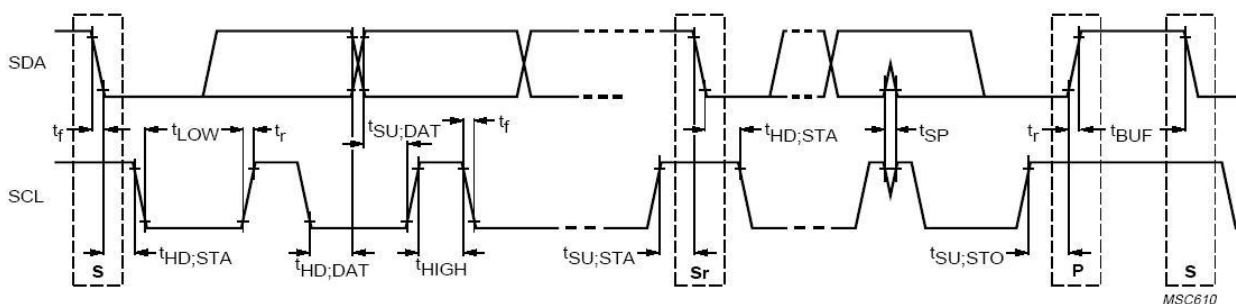 SDA
tf tLOW tr tSU;DAT tf tHD;STA tSP tr tBUF
SCL
tHD;STA tHD;DAT tHIGH tSU;STA tSU;STO
S Sr P S
MSC610